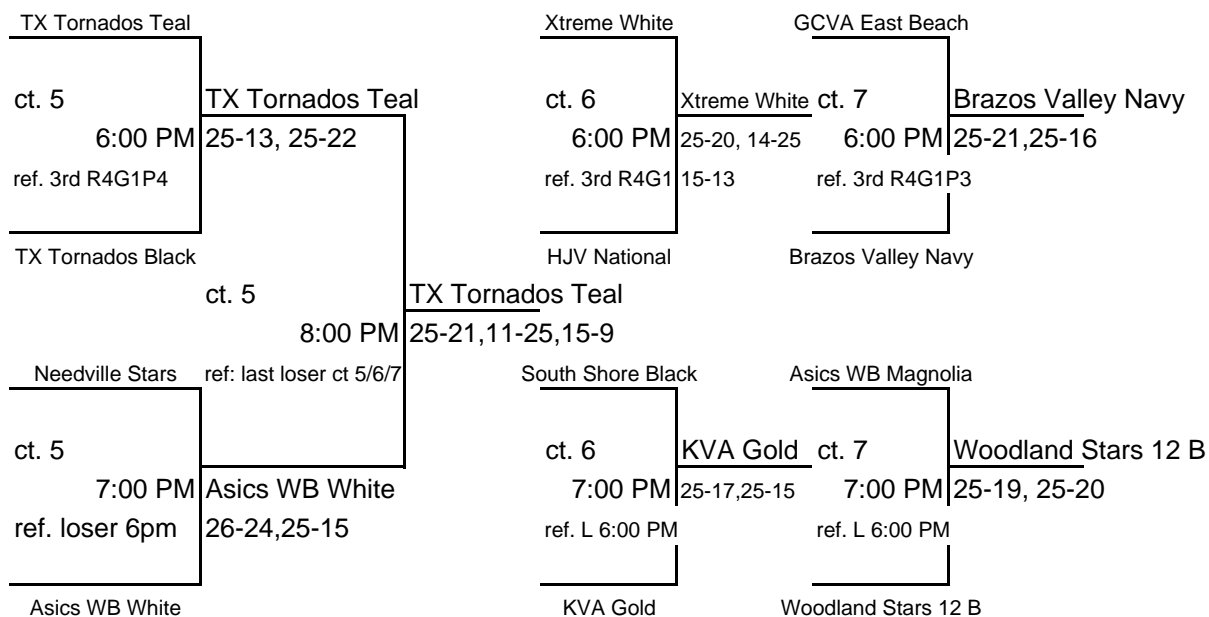 TX Tornados Teal
Xtreme White
GCVA East Beach
ct. 5
TX Tornados Teal
ct. 6
Xtreme White
ct. 7
Brazos Valley Navy
6:00 PM
25-13, 25-22
6:00 PM
25-20, 14-25
6:00 PM
25-21,25-16
ref. 3rd R4G1P4
ref. 3rd R4G1
15-13
ref. 3rd R4G1P3
TX Tornados Black
HJV National
Brazos Valley Navy
ct. 5
TX Tornados Teal
8:00 PM
25-21,11-25,15-9
Needville Stars
ref: last loser ct 5/6/7
South Shore Black
Asics WB Magnolia
ct. 5
ct. 6
KVA Gold
ct. 7
Woodland Stars 12 B
7:00 PM
Asics WB White
7:00 PM
25-17,25-15
7:00 PM
25-19, 25-20
ref. loser 6pm
26-24,25-15
ref. L 6:00 PM
ref. L 6:00 PM
Asics WB White
KVA Gold
Woodland Stars 12 B